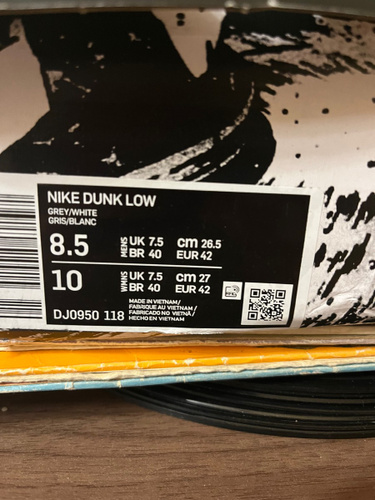 NIKE DUNK LOW
GREY/WHITE
GRIS/BLANC
8.5 MENS UK 7.5 cm 26.5
BR 40 EUR 42
10 WMNS UK 7.5 cm 27
BR 40 EUR 42
MADE IN VIETNAM/
FABRIQUE AU VIETNAM/
FABRICADO NO VIETNÃ/
HECHO EN VIETNAM
DJ0950 118